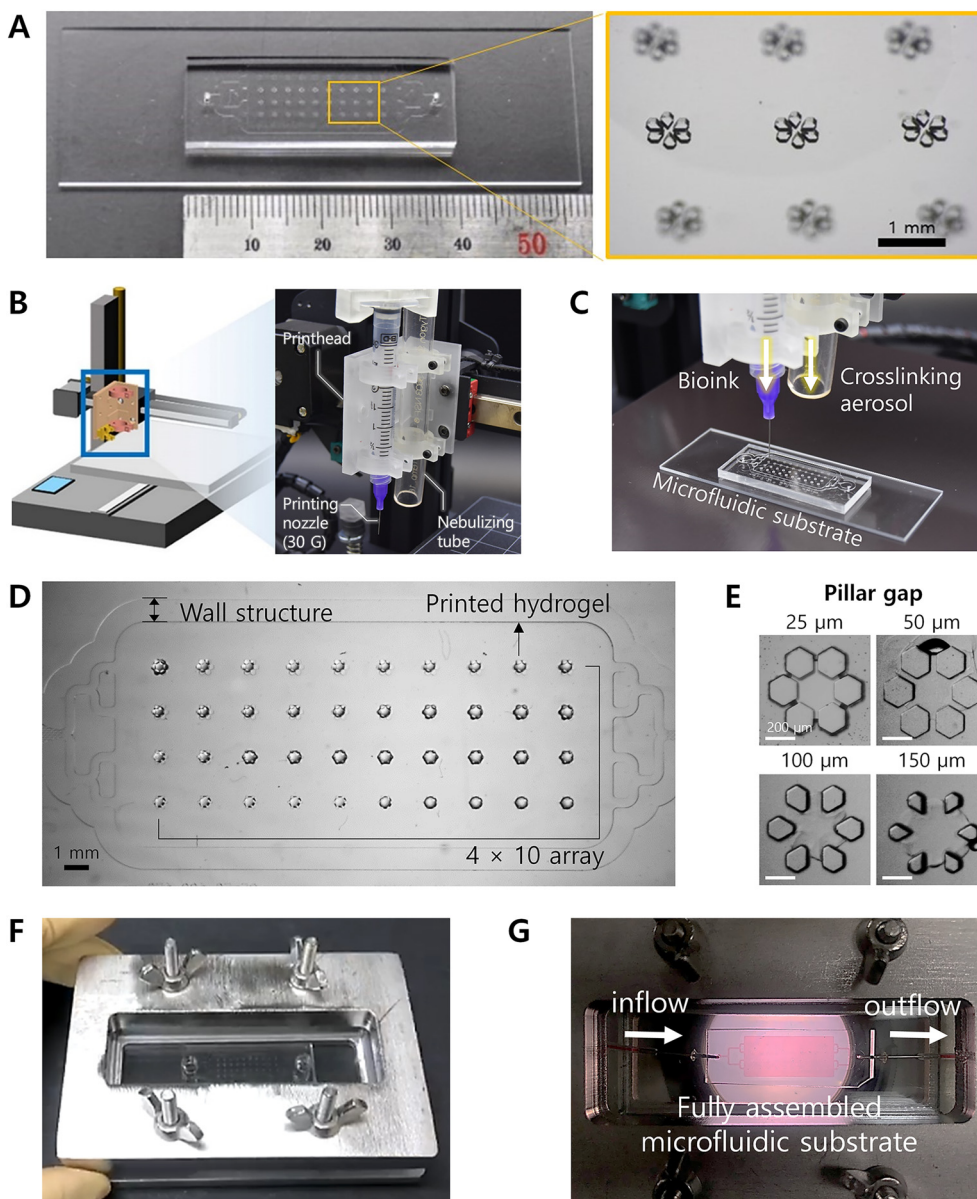 A
10 20 30 40 50
1 mm
B
Printhead
Printing
nozzle
(30 G)
Nebulizing
tube
C
Bioink
Crosslinking
aerosol
Microfluidic substrate
D
Wall structure
Printed hydrogel
1 mm
4 × 10 array
E
Pillar gap
25 µm
50 µm
200 µm
100 µm
150 µm
F
G
inflow
outflow
Fully assembled
microfluidic substrate